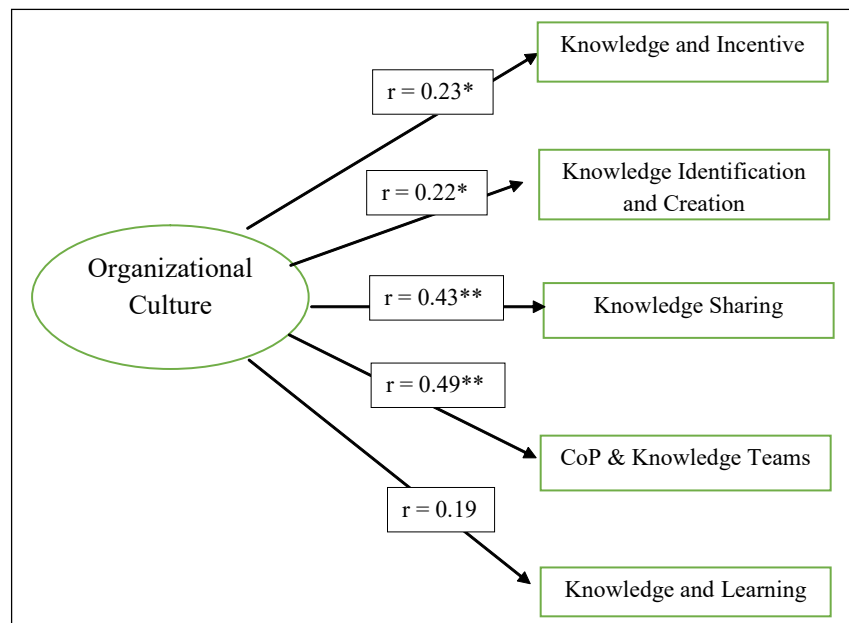 Knowledge and Incentive
r = 0.23*
Knowledge Identification
and Creation
r = 0.22*
Organizational
Culture
r = 0.43**
Knowledge Sharing
r = 0.49**
CoP & Knowledge Teams
r = 0.19
Knowledge and Learning